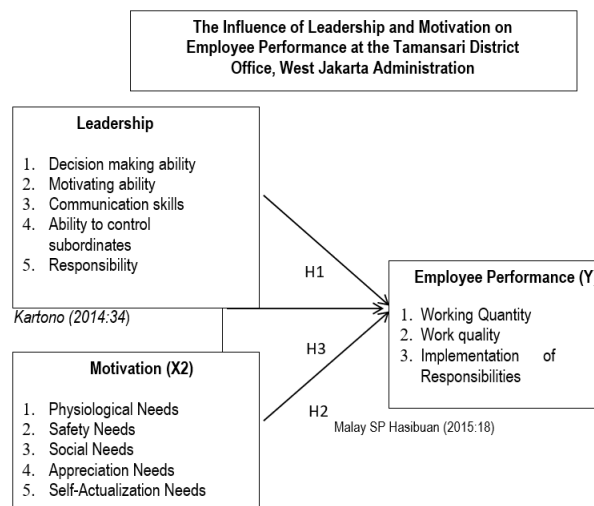 The Influence of Leadership and Motivation on
Employee Performance at the Tamansari District
Office, West Jakarta Administration
Leadership
1. Decision making ability
2. Motivating ability
3. Communication skills
4. Ability to control
subordinates
5. Responsibility
Kartono (2014:34)
H1
H3
H2
Motivation (X2)
1. Physiological Needs
2. Safety Needs
3. Social Needs
4. Appreciation Needs
5. Self-Actualization Needs
Employee Performance (Y)
1. Working Quantity
2. Work quality
3. Implementation of
Responsibilities
Malay SP Hasibuan (2015:18)